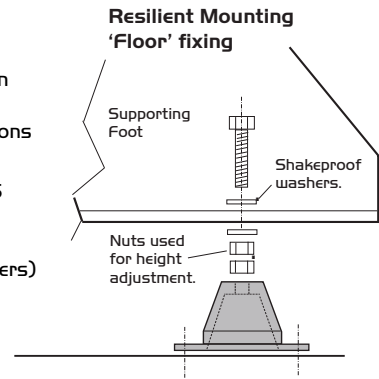 Resilient Mounting
‘Floor’ fixing
Supporting
Foot
Shakeproof
washers.
Nuts used
for height
adjustment.
ons
ers)